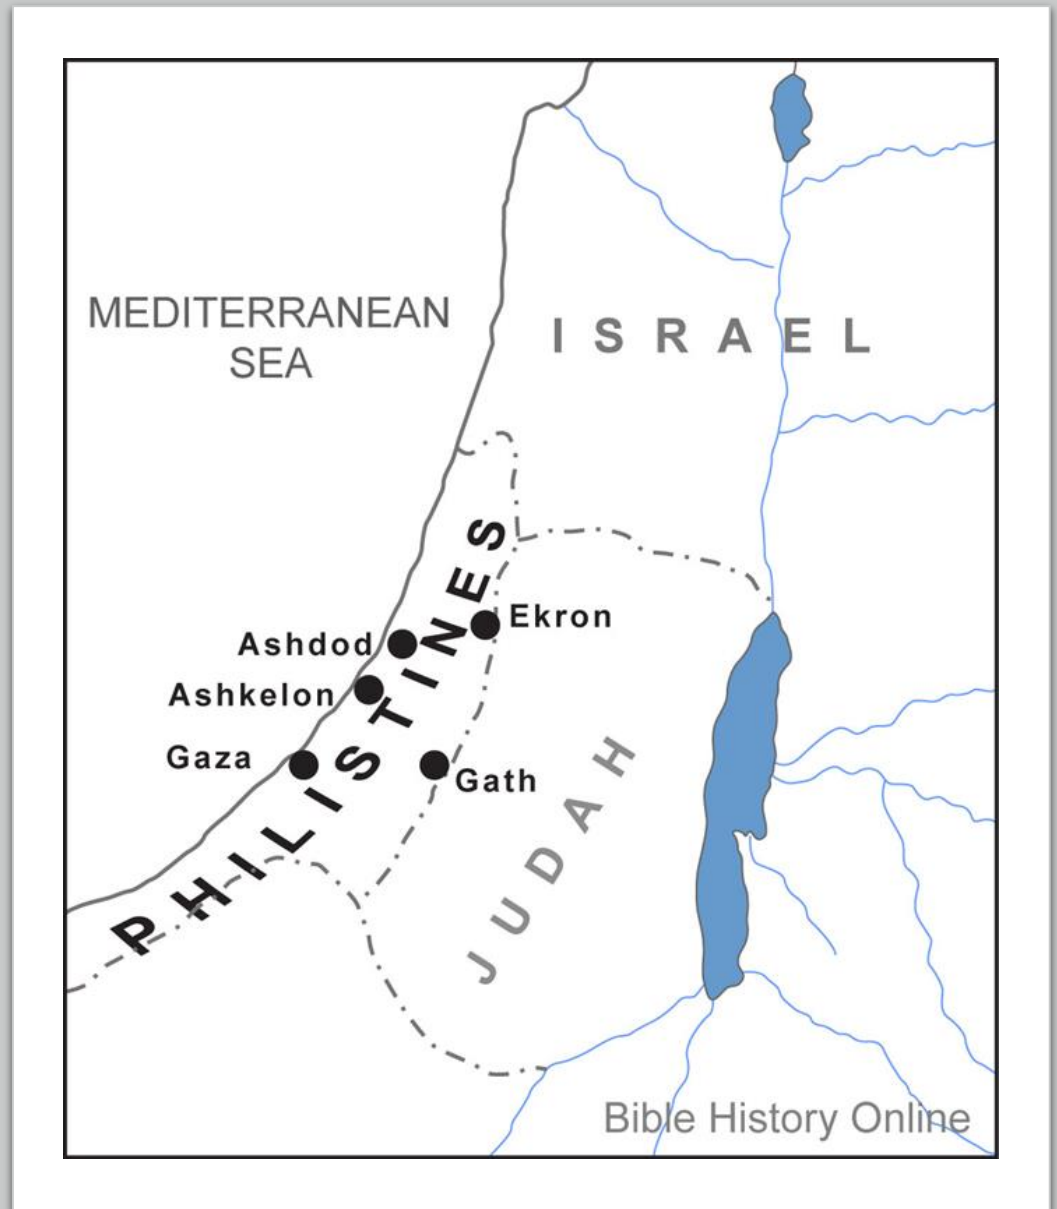 MEDITERRANEAN
SEA
ISRAEL
PHILISTINES
Ekron
Ashdod
Ashkelon
Gaza
Gath
JUDAH
Bible History Online